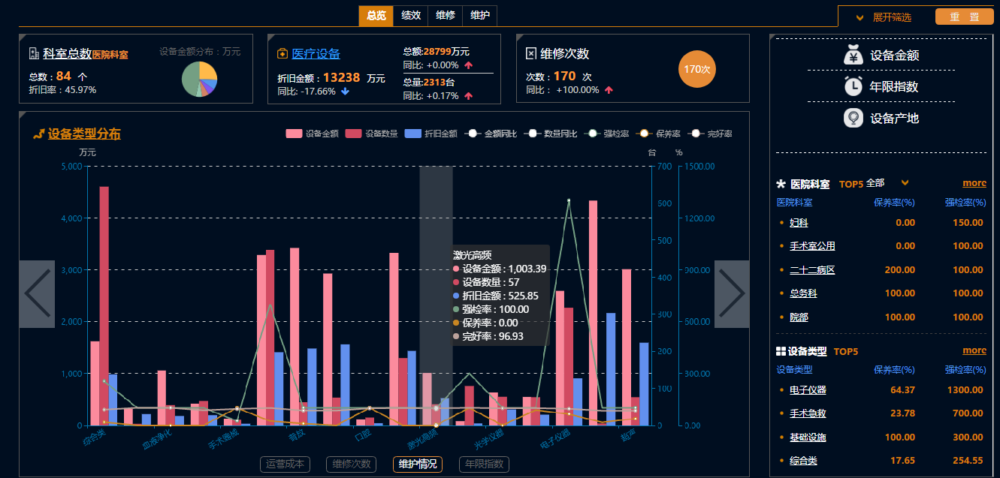 总览 绩效 维修 维护
展开筛选 重 置
科室总数医院科室 设备金额分布：万元
总数：84 个
折旧率：45.97%
医疗设备
折旧金额：13238 万元
同比: -17.66%
总额:28799万元
同比: +0.00%
总量:2313台
同比: +0.17%
维修次数
次数：170 次
同比： +100.00%
170次
设备金额
年限指数
设备产地
设备类型分布
设备金额 设备数量 折旧金额 金额同比 数量同比 强检率 保养率 完好率
万元 台 %
5,000 700 1500.00
600
4,000 1200.00
500
3,000 900.00
400
300
2,000 600.00
200
1,000 300.00
100
0 0 0.00
激光高频
设备金额 : 1,003.39
设备数量 : 57
折旧金额 : 525.85
强检率 : 100.00
保养率 : 0.00
完好率 : 96.93
综合类 血液净化 手术器械 放放 口腔 激光高频 光学仪器 电子仪器 超声
运营成本 维修次数 维护情况 年限指数
医院科室 TOP5 全部 more
医院科室 保养率(%) 强检率(%)
妇科 0.00 150.00
手术室公用 0.00 100.00
二十二病区 200.00 100.00
总务科 100.00 100.00
院部 100.00 100.00
设备类型 TOP5 more
设备类型 保养率(%) 强检率(%)
电子仪器 64.37 1300.00
手术急救 23.78 700.00
基础设施 100.00 300.00
综合类 17.65 254.55